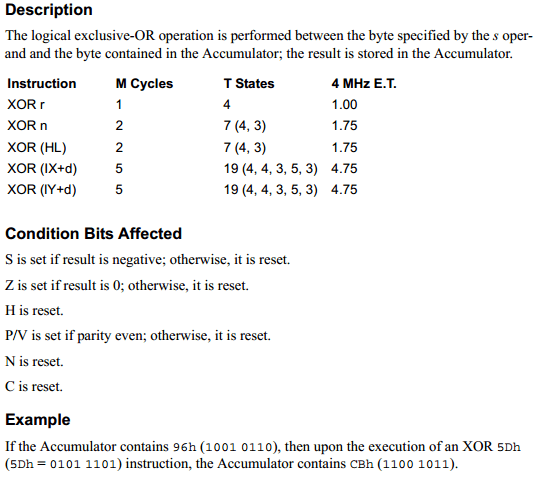 Description
The logical exclusive-OR operation is performed between the byte specified by the s oper-
and and the byte contained in the Accumulator; the result is stored in the Accumulator.
Instruction M Cycles T States 4 MHz E.T.
XOR r 1 4 1.00
XOR n 2 7 (4, 3) 1.75
XOR (HL) 2 7 (4, 3) 1.75
XOR (IX+d) 5 19 (4, 4, 3, 5, 3) 4.75
XOR (IY+d) 5 19 (4, 4, 3, 5, 3) 4.75
Condition Bits Affected
S is set if result is negative; otherwise, it is reset.
Z is set if result is 0; otherwise, it is reset.
H is reset.
P/V is set if parity even; otherwise, it is reset.
N is reset.
C is reset.
Example
If the Accumulator contains 96h (1001 0110), then upon the execution of an XOR 5Dh
(5Dh = 0101 1101) instruction, the Accumulator contains CBh (1100 1011).